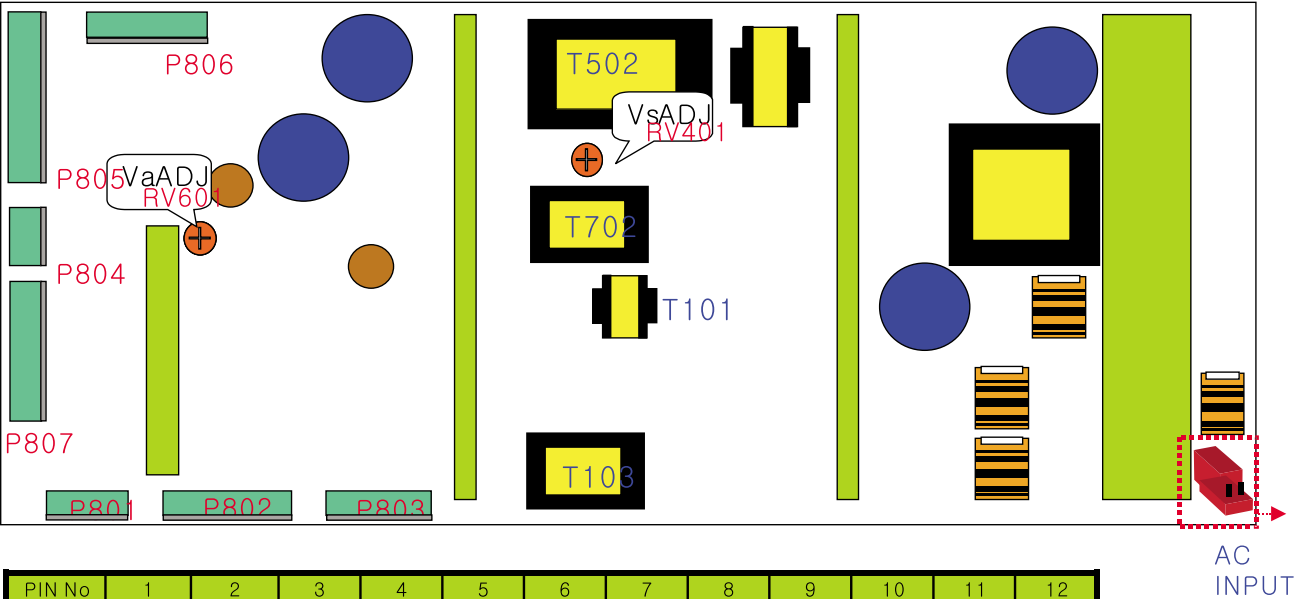 P806
T502
VsADJ
RV401
P805
VaADJ
RV601
T702
P804
T101
P807
T103
P801
P802
P803
AC
INPUT
PIN No 1 2 3 4 5 6 7 8 9 10 11 12